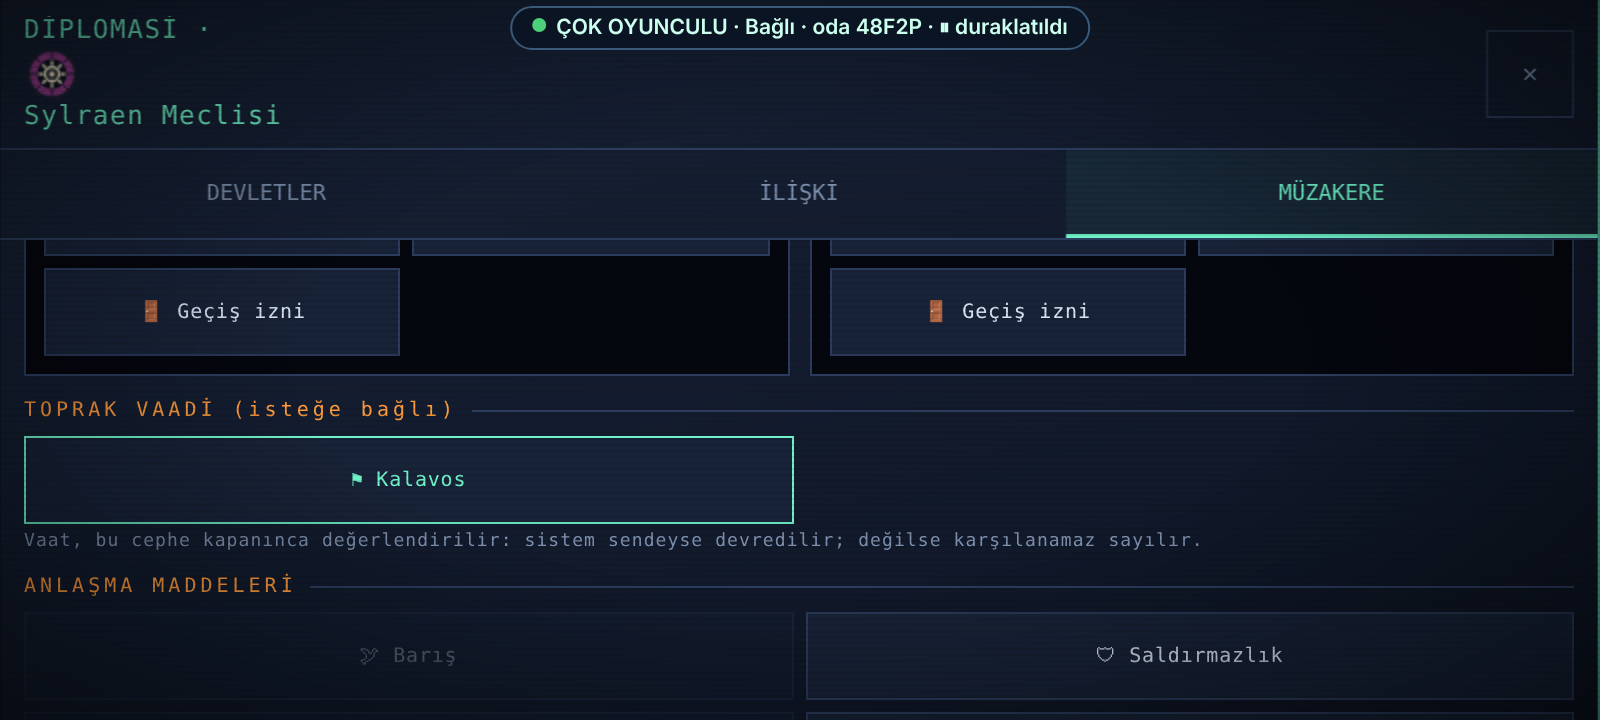 DİPLOMASİ ·
ÇOK OYUNCULU · Bağlı · oda 48F2P · ⏸ duraklatıldı
×
Sylraen Meclisi
DEVLETLER
İLİŞKİ
MÜZAKERE
🚪 Geçiş izni
🚪 Geçiş izni
TOPRAK VAADİ (isteğe bağlı)
⚑ Kalavos
Vaat, bu cephe kapanınca değerlendirilir: sistem sendeyse devredilir; değilse karşılanamaz sayılır.
ANLAŞMA MADDELERİ
🕊 Barış
🛡 Saldırmazlık